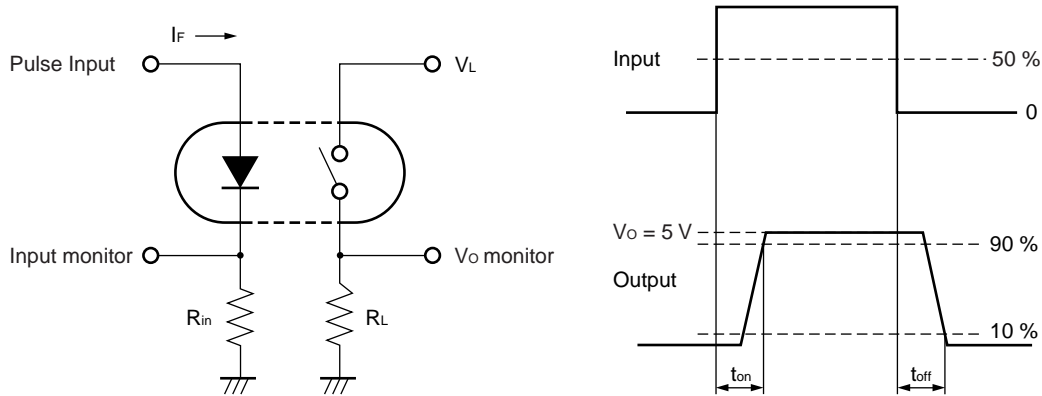 IF
Pulse Input
VL
Input monitor
VO monitor
Rin
RL
Input
50 %
0
VO = 5 V
90 %
Output
10 %
ton
toff